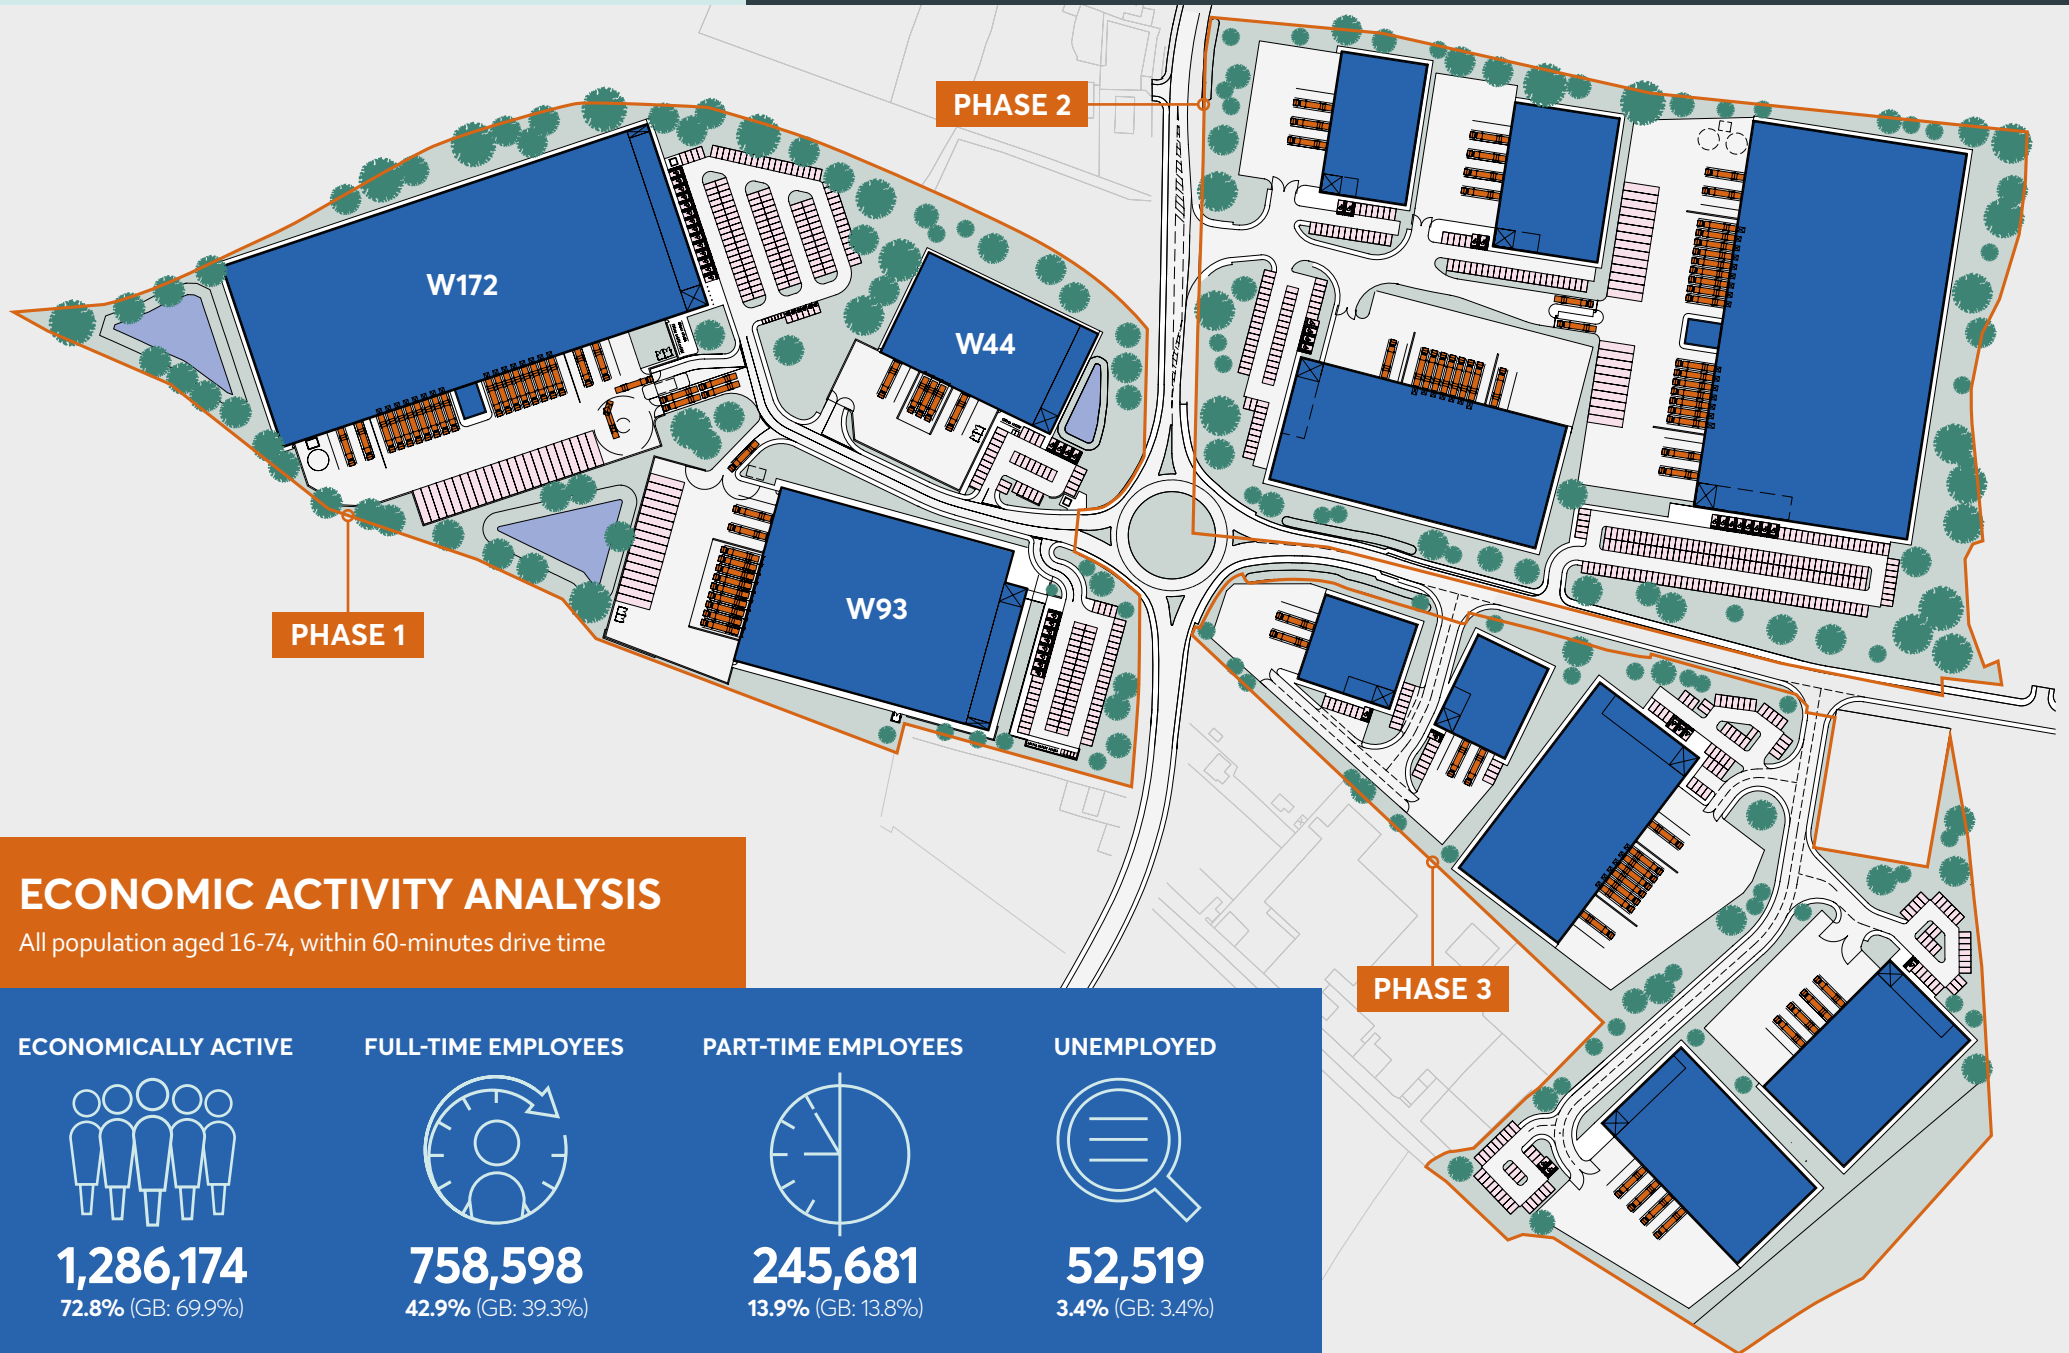 PHASE 2
W172
W44
W93
PHASE 1
PHASE 3
ECONOMIC ACTIVITY ANALYSIS
All population aged 16-74, within 60-minutes drive time
ECONOMICALLY ACTIVE
1,286,174
72.8% (GB: 69.9%)
FULL-TIME EMPLOYEES
758,598
42.9% (GB: 39.3%)
PART-TIME EMPLOYEES
245,681
13.9% (GB: 13.8%)
UNEMPLOYED
52,519
3.4% (GB: 3.4%)